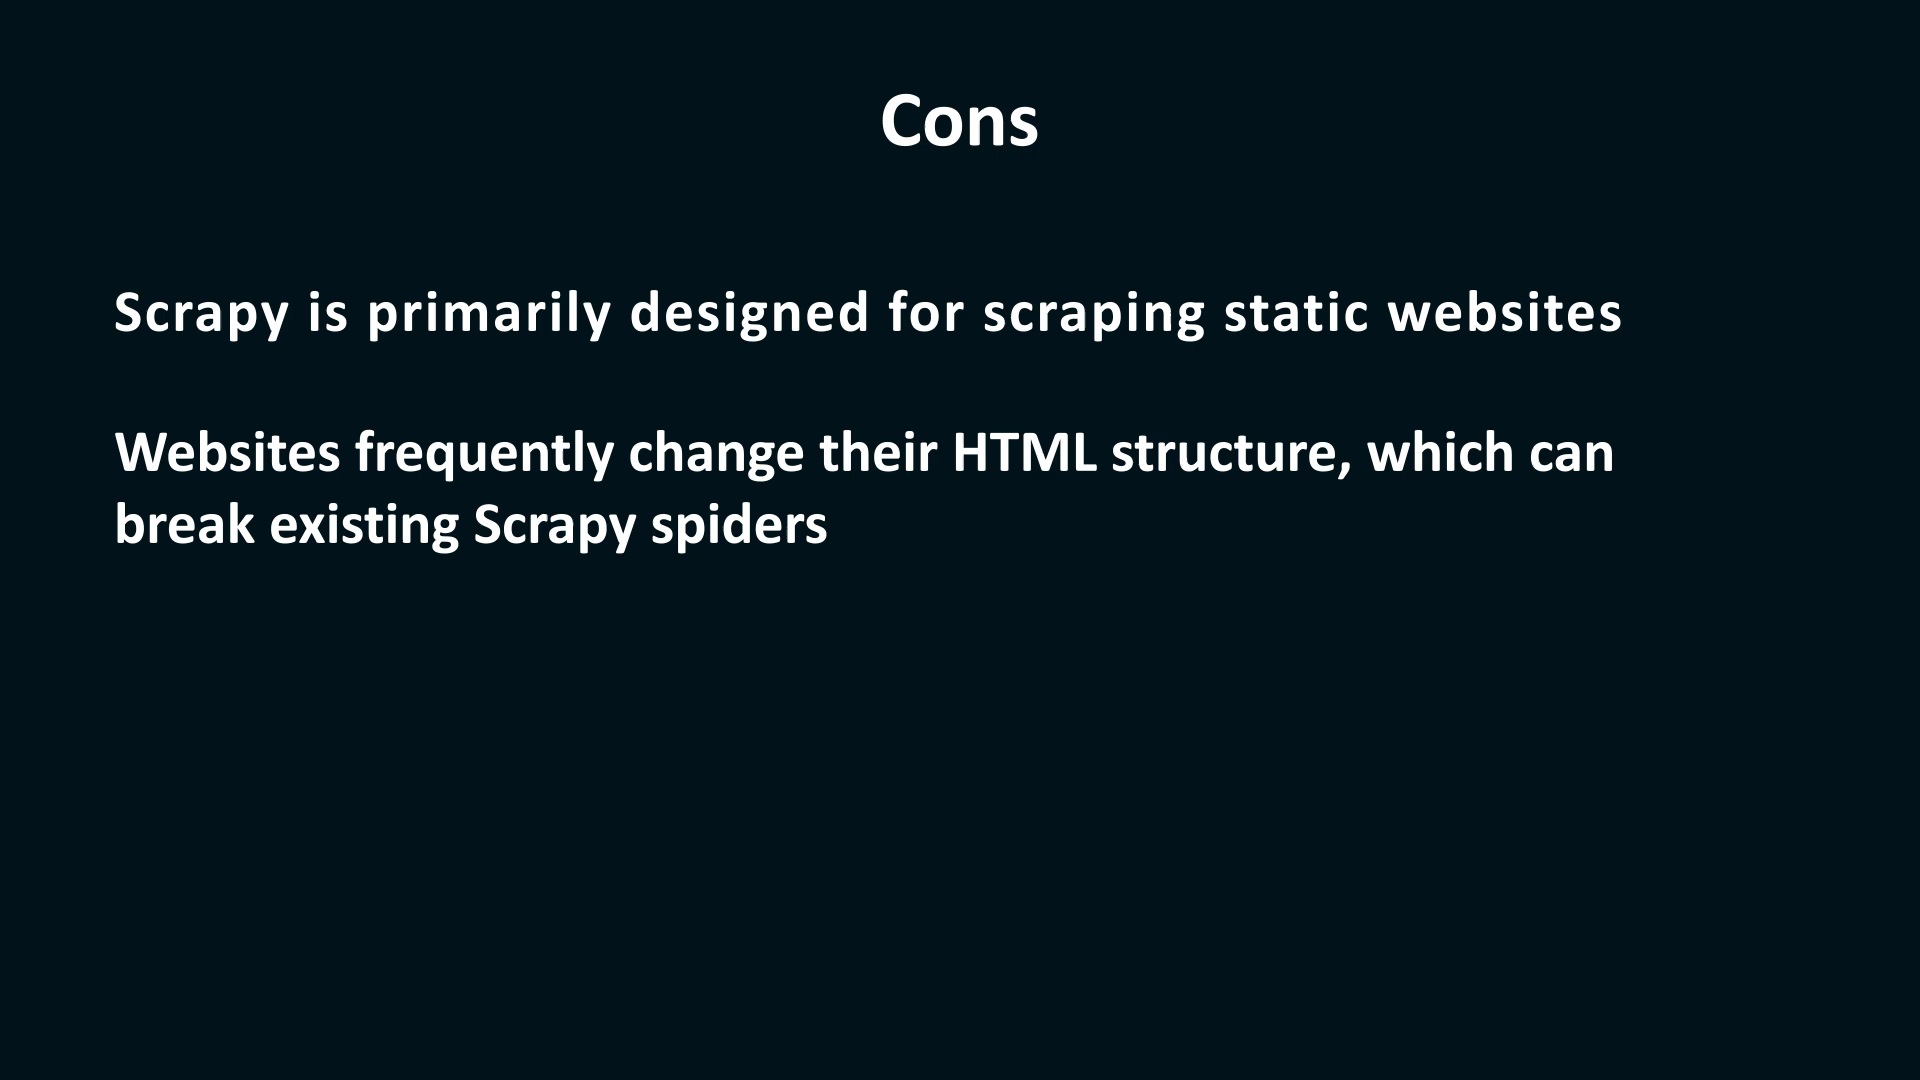 Cons
Scrapy is primarily designed for scraping static websites
Websites frequently change their HTML structure, which can
break existing Scrapy spiders